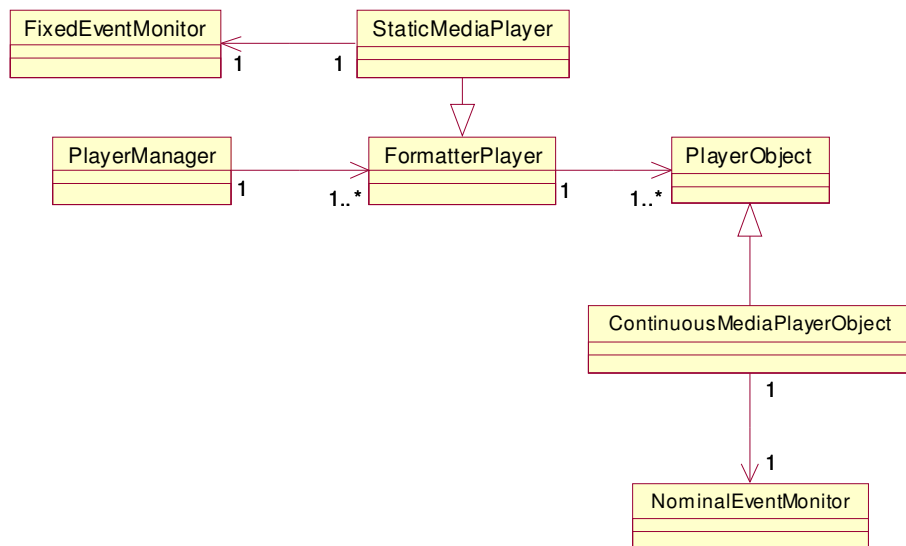 FixedEventMonitor
StaticMediaPlayer
1
1
PlayerManager
FormatterPlayer
PlayerObject
1
1..*
1
1..*
ContinuousMediaPlayerObject
1
1
NominalEventMonitor